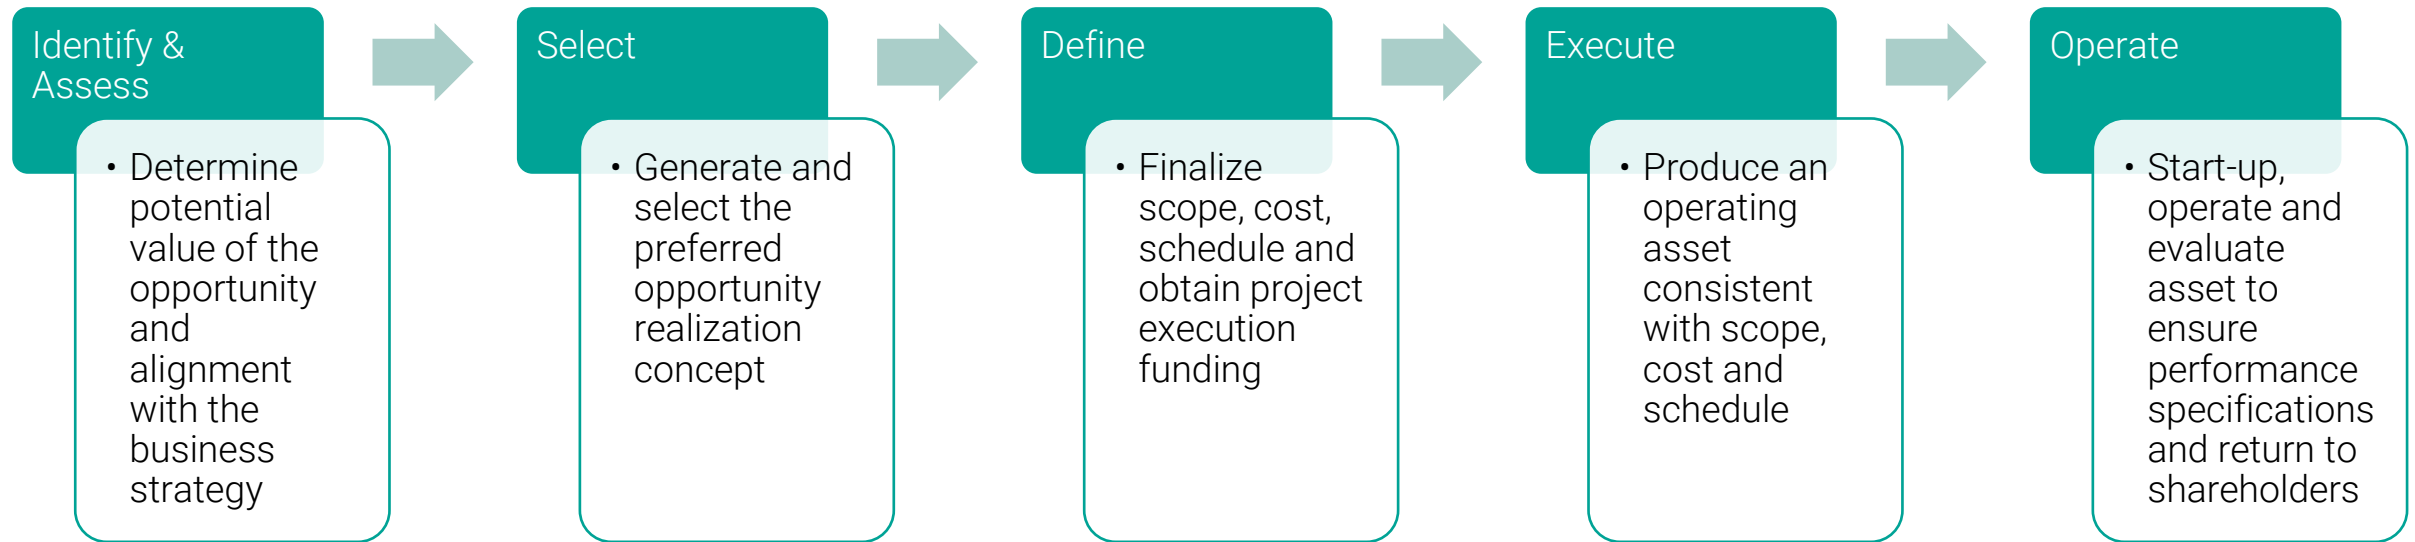 Identify &
Assess
• Determine
potential
value of the
opportunity
and
alignment
with the
business
strategy
Select
• Generate and
select the
preferred
opportunity
realization
concept
Define
• Finalize
scope, cost,
schedule and
obtain project
execution
funding
Execute
• Produce an
operating
asset
consistent
with scope,
cost and
schedule
Operate
• Start-up,
operate and
evaluate
asset to
ensure
performance
specifications
and return to
shareholders